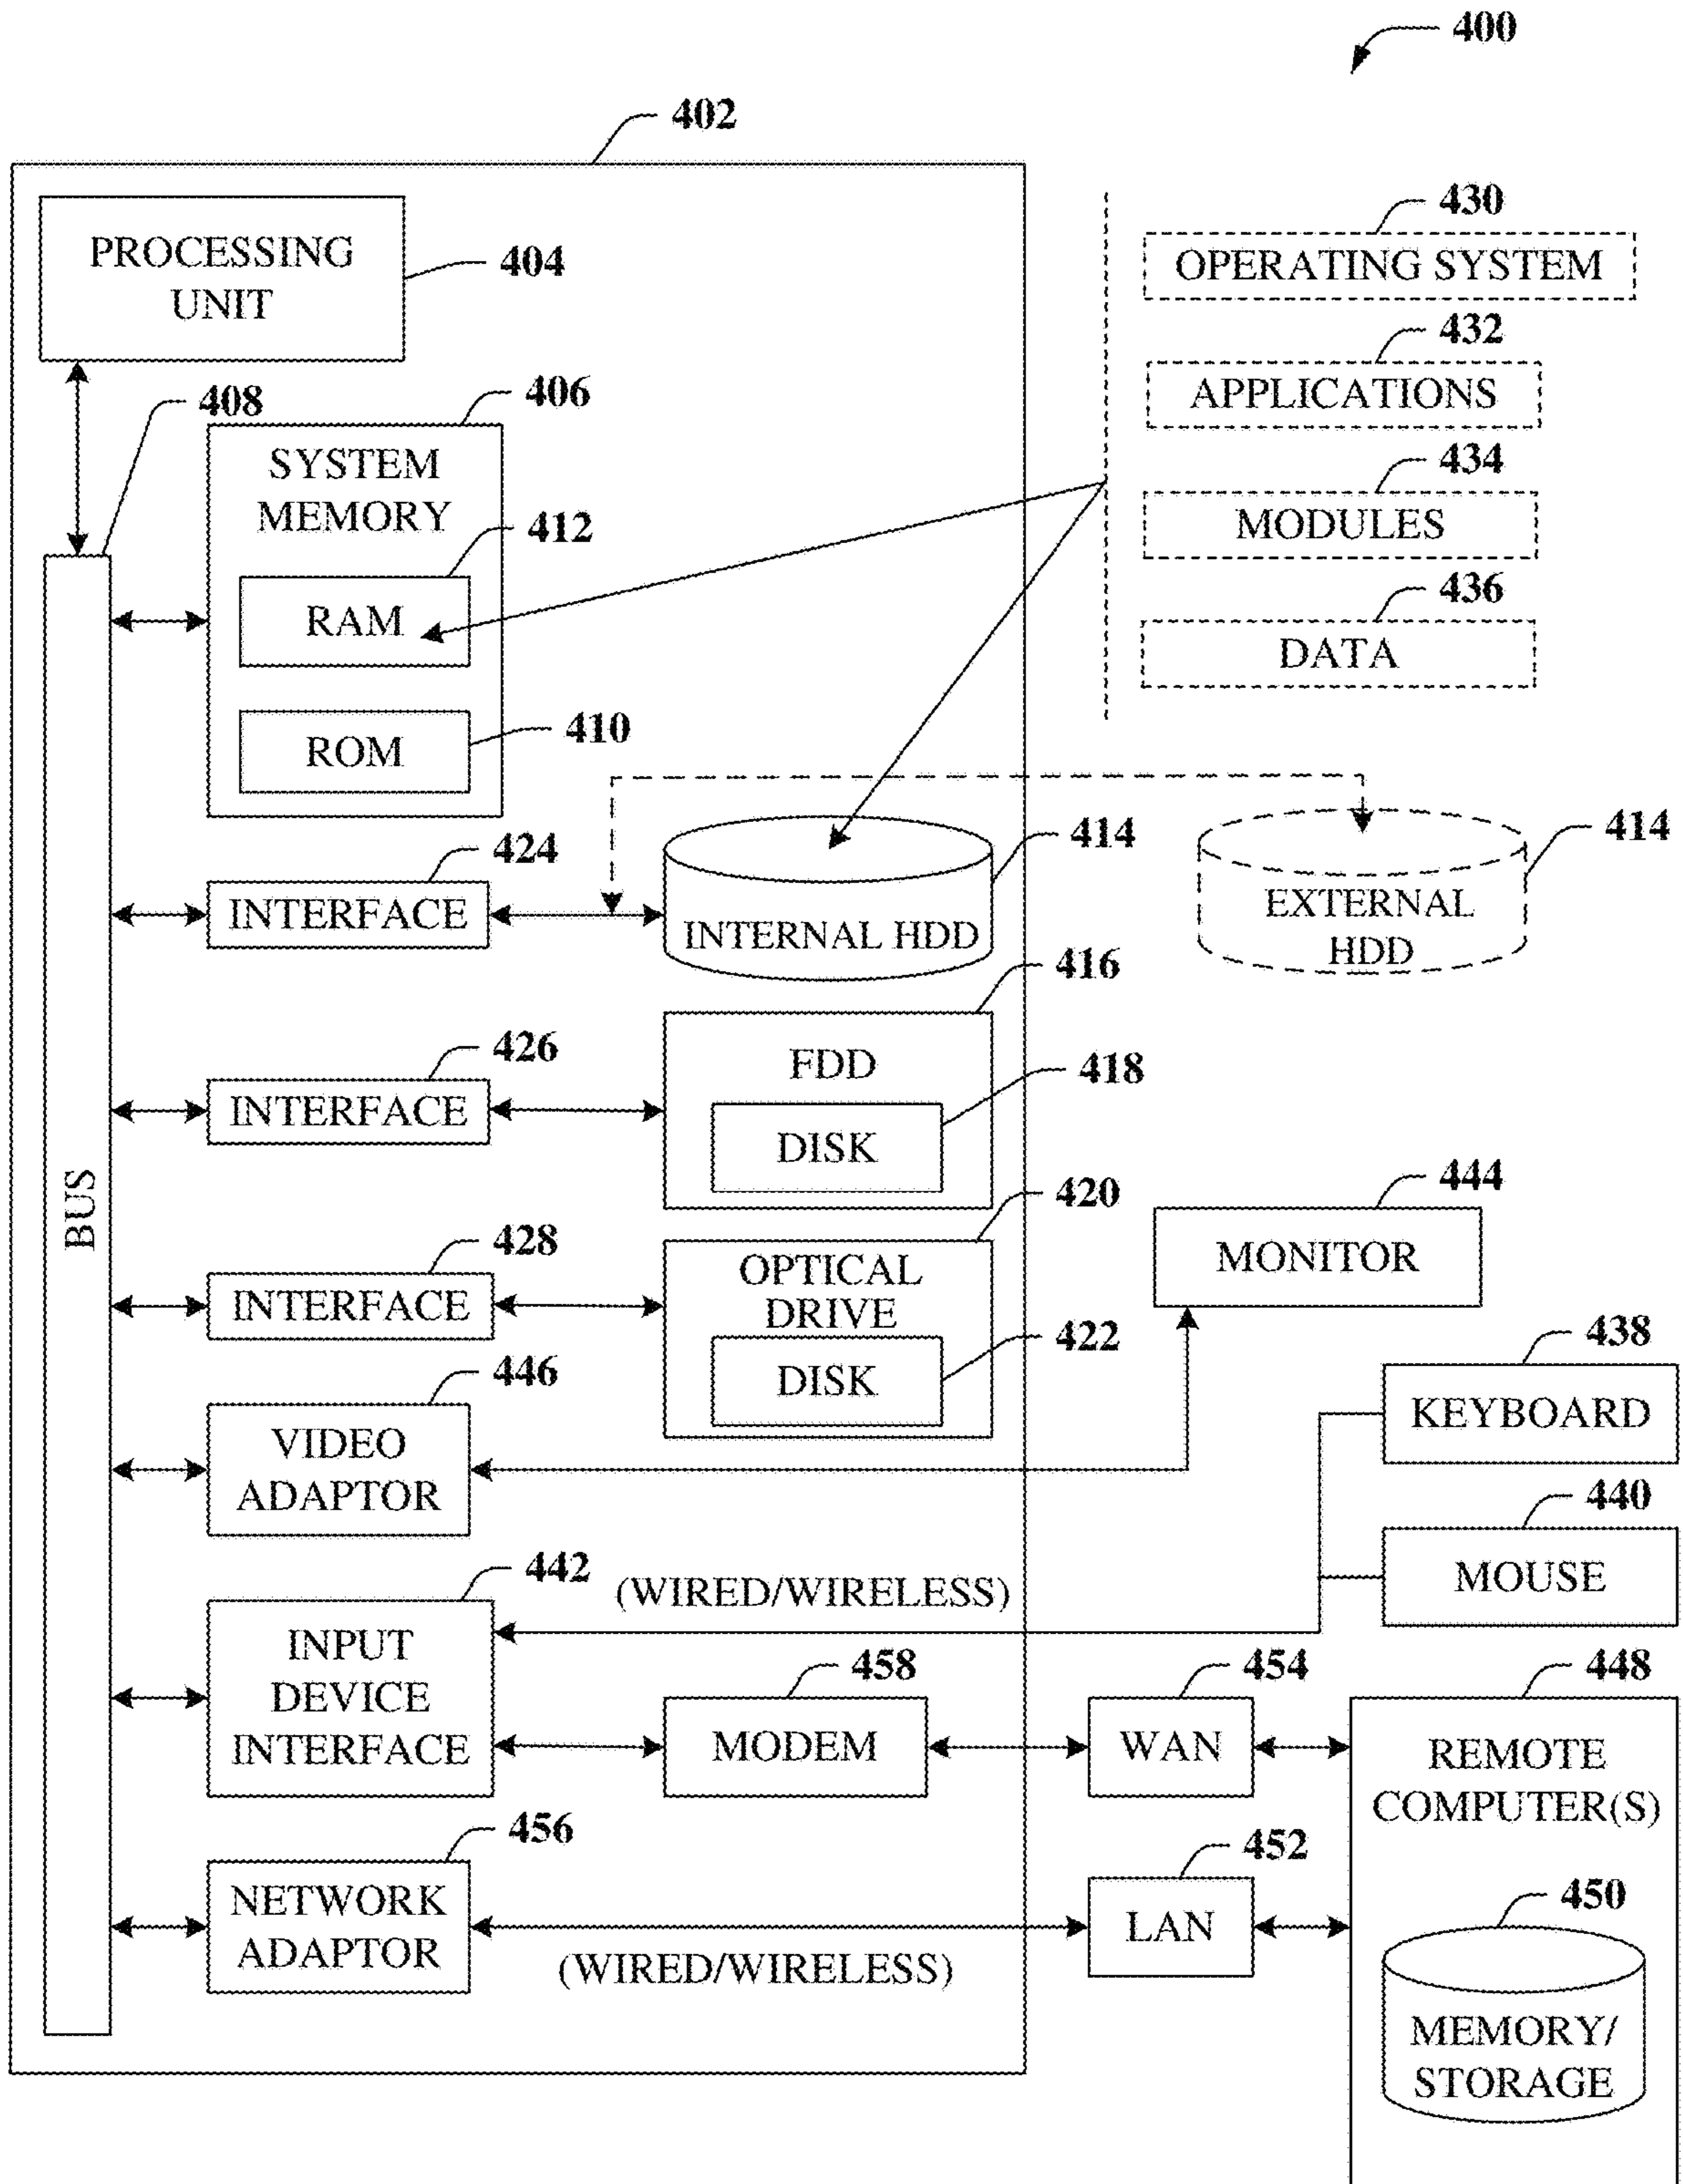 400
402
PROCESSING
UNIT
404
430
OPERATING SYSTEM
432
APPLICATIONS
434
MODULES
436
DATA
408
406
SYSTEM
MEMORY
412
RAM
410
ROM
BUS
424
INTERFACE
414
INTERNAL HDD
414
EXTERNAL
HDD
426
INTERFACE
416
FDD
418
DISK
428
INTERFACE
420
OPTICAL
DRIVE
422
DISK
444
MONITOR
446
VIDEO
ADAPTOR
438
KEYBOARD
440
MOUSE
442
INPUT
DEVICE
INTERFACE
(WIRED/WIRELESS)
458
MODEM
454
WAN
448
REMOTE
COMPUTER(S)
456
NETWORK
ADAPTOR
(WIRED/WIRELESS)
452
LAN
450
MEMORY/
STORAGE